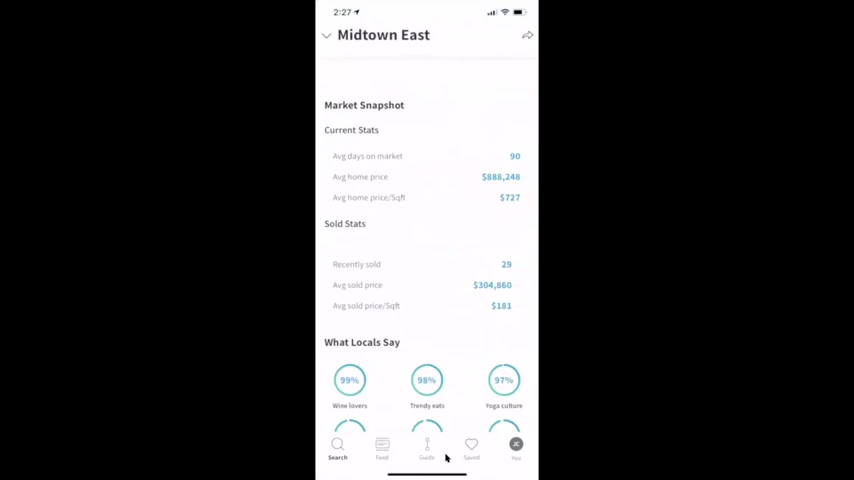 2:27
Midtown East
Market Snapshot
Current Stats
Avg days on market 90
Avg home price $888,248
Avg home price/Sqft $727
Sold Stats
Recently sold 29
Avg sold price $304,860
Avg sold price/Sqft $181
What Locals Say
99% 98% 97%
Wine lovers Trendy eats Yoga culture
JC
Search Feed Guide Saved You